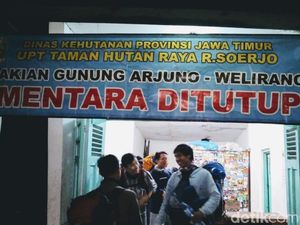 DINAS KEHUTANAN PROVINSI JAWA TIMUR
UPT TAMAN HUTAN RAYA R.SOERJO
AKIAN GUNUNG ARJUNO - WELIRANG
MENTARA DITUTUP
detikcom